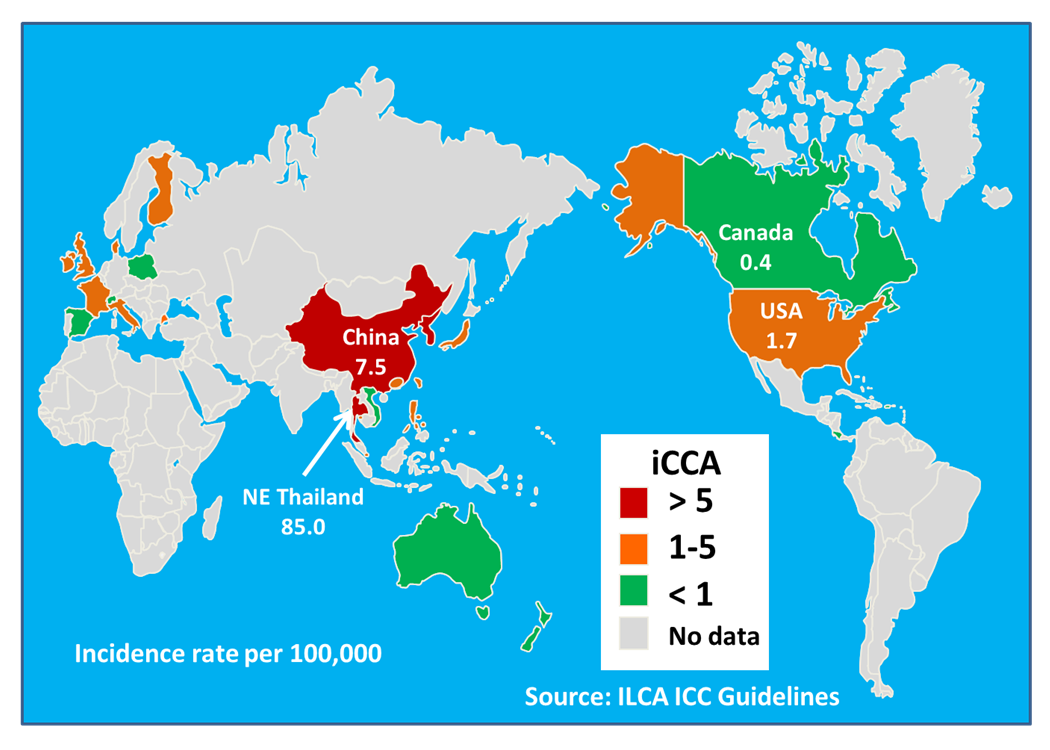 Canada
0.4
USA
1.7
China
7.5
NE Thailand
85.0
iCCA
> 5
1-5
< 1
No data
Incidence rate per 100,000
Source: ILCA ICC Guidelines